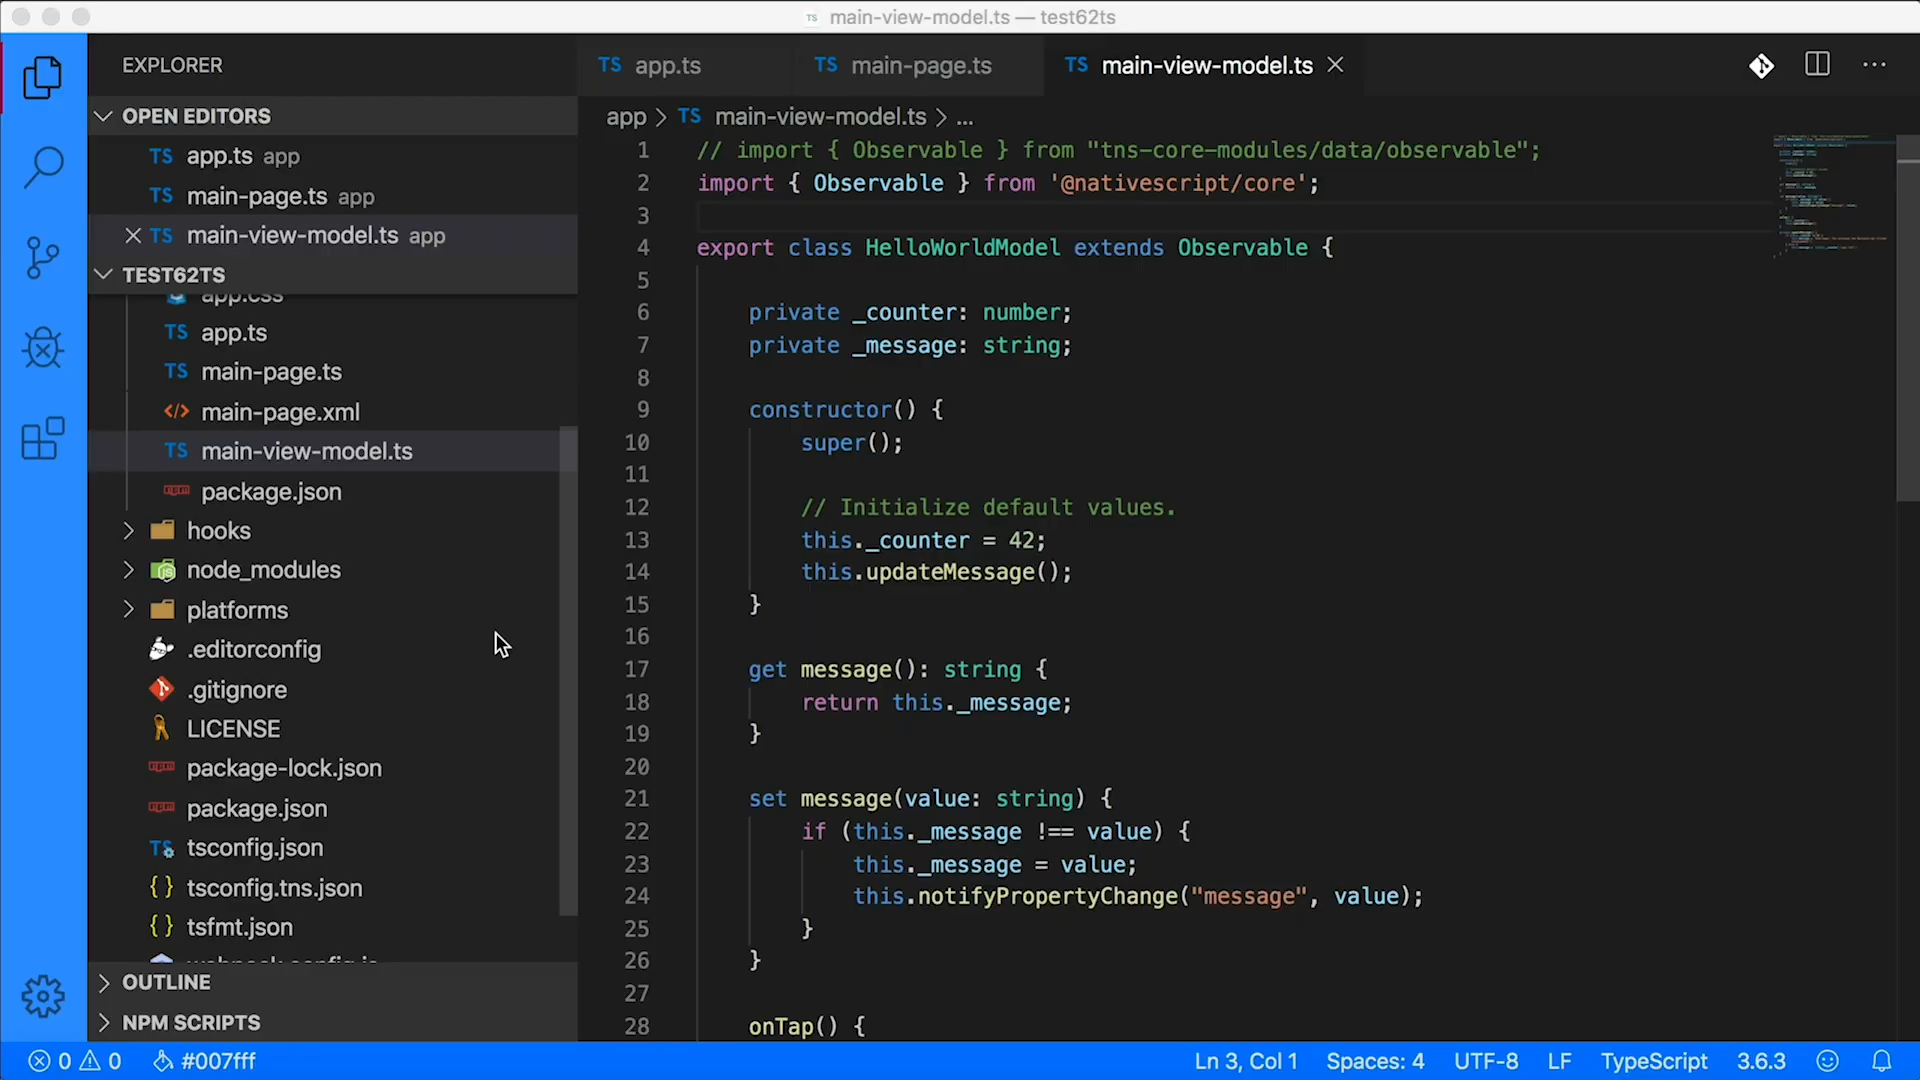 TS main-view-model.ts — test62ts
EXPLORER
OPEN EDITORS
TS app.ts app
TS main-page.ts app
TS main-view-model.ts app
TEST62TS
app.css
TS app.ts
TS main-page.ts
</> main-page.xml
TS main-view-model.ts
package.json
hooks
node_modules
platforms
.editorconfig
.gitignore
LICENSE
package-lock.json
package.json
TS tsconfig.json
{ } tsconfig.tns.json
{ } tsfmt.json
webpack.config.js
OUTLINE
NPM SCRIPTS
TS app.ts
TS main-page.ts
TS main-view-model.ts
app > TS main-view-model.ts > ...
1 // import { Observable } from "tns-core-modules/data/observable";
2 import { Observable } from '@nativescript/core';
3
4 export class HelloWorldModel extends Observable {
5
6 private _counter: number;
7 private _message: string;
8
9 constructor() {
10 super();
11
12 // Initialize default values.
13 this._counter = 42;
14 this.updateMessage();
15 }
16
17 get message(): string {
18 return this._message;
19 }
20
21 set message(value: string) {
22 if (this._message !== value) {
23 this._message = value;
24 this.notifyPropertyChange("message", value);
25 }
26 }
27
28 onTap() {
0 0 #007fff
Ln 3, Col 1 Spaces: 4 UTF-8 LF TypeScript 3.6.3